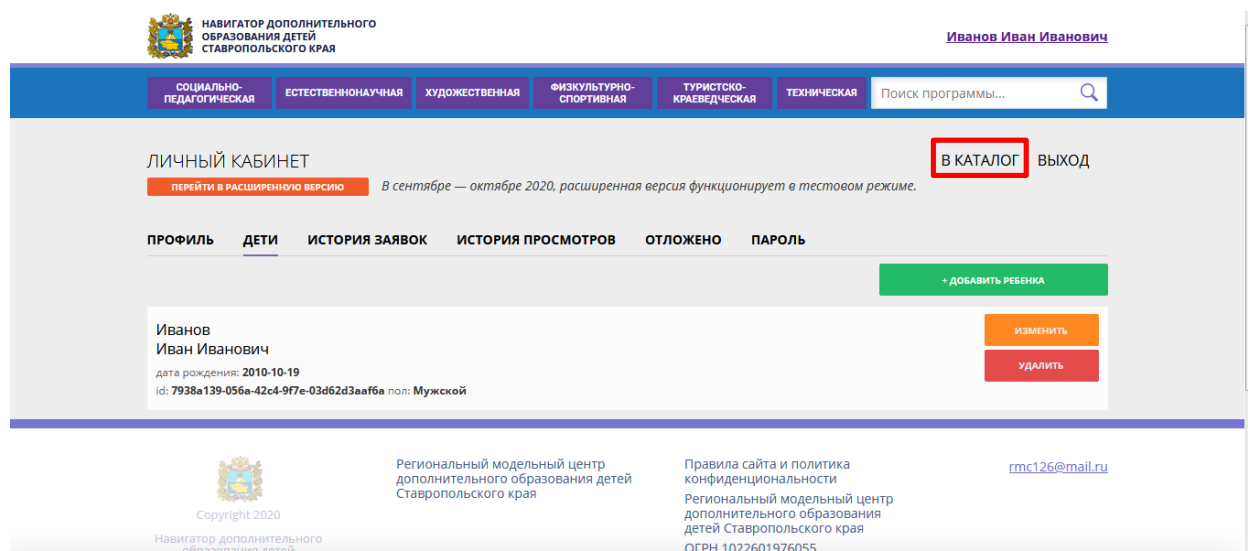 НАВИГАТОР ДОПОЛНИТЕЛЬНОГО
ОБРАЗОВАНИЯ ДЕТЕЙ
СТАВРОПОЛЬСКОГО КРАЯ
Иванов Иван Иванович
СОЦИАЛЬНО-
ПЕДАГОГИЧЕСКАЯ
ЕСТЕСТВЕННОНАУЧНАЯ
ХУДОЖЕСТВЕННАЯ
ФИЗКУЛЬТУРНО-
СПОРТИВНАЯ
ТУРИСТСКО-
КРАЕВЕДЧЕСКАЯ
ТЕХНИЧЕСКАЯ
Поиск программы...
ЛИЧНЫЙ КАБИНЕТ
В КАТАЛОГ ВЫХОД
ПЕРЕЙТИ В РАСШИРЕННУЮ ВЕРСИЮ
В сентябре — октябре 2020, расширенная версия функционирует в тестовом режиме.
ПРОФИЛЬ ДЕТИ ИСТОРИЯ ЗАЯВОК ИСТОРИЯ ПРОСМОТРОВ ОТЛОЖЕНО ПАРОЛЬ
+ ДОБАВИТЬ РЕБЕНКА
Иванов
Иван Иванович
дата рождения: 2010-10-19
id: 7938a139-056a-42c4-9f7e-03d62d3aaf6a пол: Мужской
ИЗМЕНИТЬ
УДАЛИТЬ
Copyright 2020
Навигатор дополнительного
образования детей
Региональный модельный центр
дополнительного образования детей
Ставропольского края
Правила сайта и политика
конфиденциональности
Региональный модельный центр
дополнительного образования
детей Ставропольского края
ОГРН 1022601976055
rmc126@mail.ru